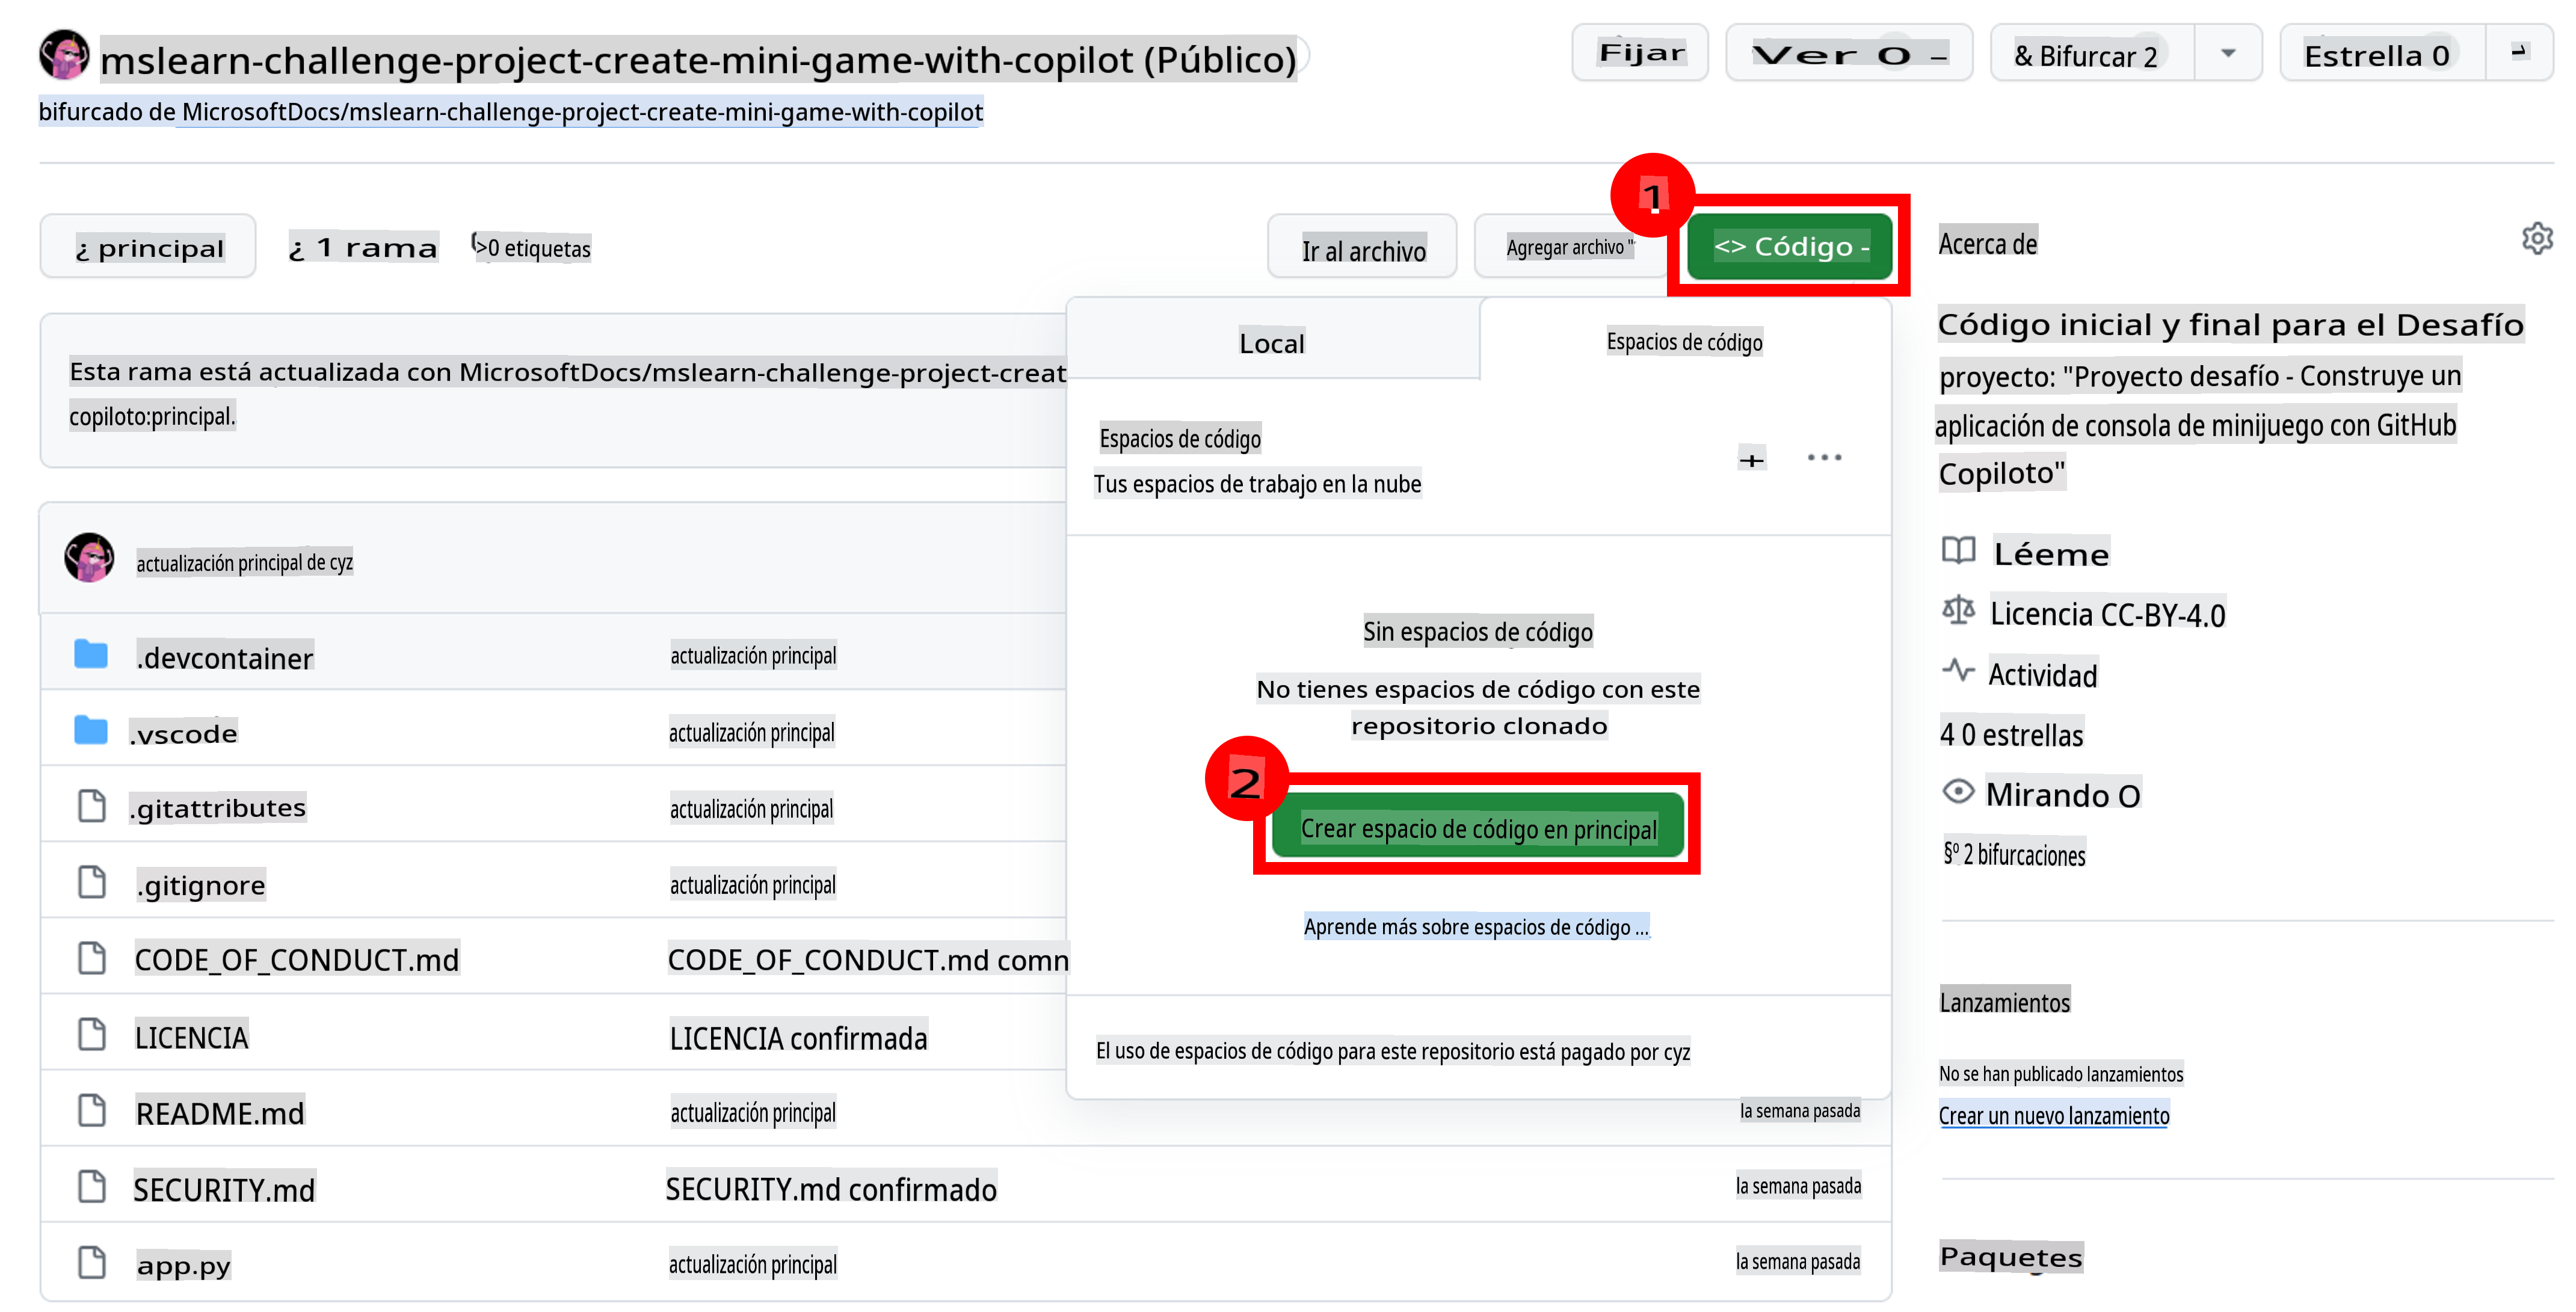 mslearn-challenge-project-create-mini-game-with-copilot (Público)
Fijar
Ver 0 -
& Bifurcar 2
Estrella 0
bifurcado de MicrosoftDocs/mslearn-challenge-project-create-mini-game-with-copilot
1
¿ principal
¿ 1 rama
>0 etiquetas
Ir al archivo
Agregar archivo "
<> Código -
Acerca de
Esta rama está actualizada con MicrosoftDocs/mslearn-challenge-project-creat
copiloto:principal.
Local
Espacios de código
Espacios de código
Tus espacios de trabajo en la nube
+
...
Código inicial y final para el Desafío
proyecto: "Proyecto desafío - Construye un
aplicación de consola de minijuego con GitHub
Copiloto"
Léeme
Licencia CC-BY-4.0
Actividad
4 0 estrellas
Mirando O
§º 2 bifurcaciones
actualización principal de cyz
.devcontainer
actualización principal
.vscode
actualización principal
.gitattributes
actualización principal
.gitignore
actualización principal
CODE_OF_CONDUCT.md
CODE_OF_CONDUCT.md comn
LICENCIA
LICENCIA confirmada
README.md
actualización principal
la semana pasada
SECURITY.md
SECURITY.md confirmado
la semana pasada
app.py
actualización principal
la semana pasada
Sin espacios de código
No tienes espacios de código con este
repositorio clonado
2
Crear espacio de código en principal
Aprende más sobre espacios de código ...
El uso de espacios de código para este repositorio está pagado por cyz
Lanzamientos
No se han publicado lanzamientos
Crear un nuevo lanzamiento
Paquetes